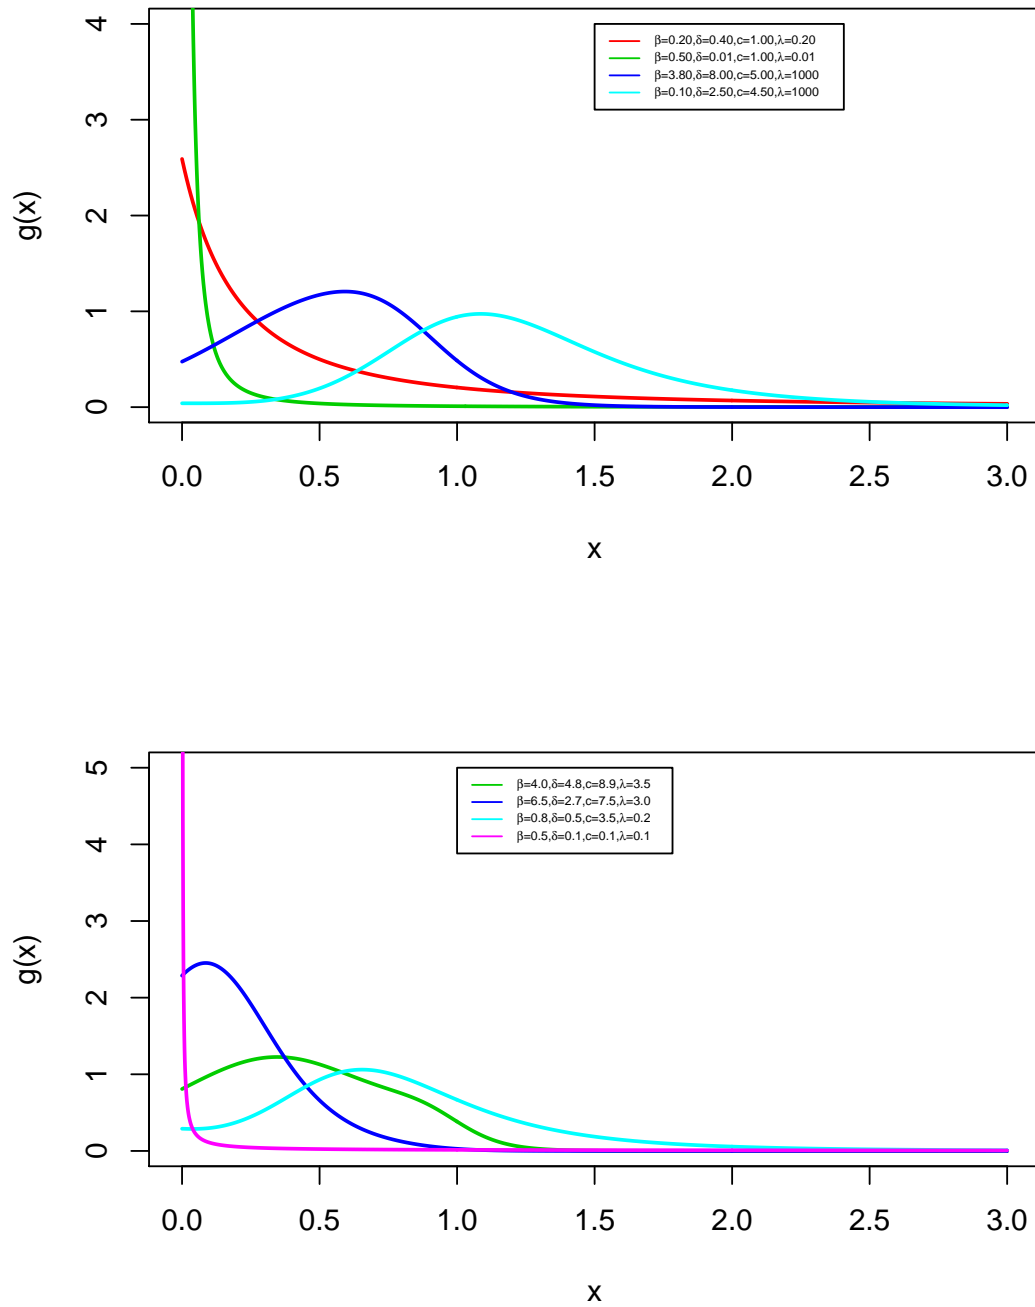 4
3
2
1
0
g(x)
β=0.20,δ=0.40,c=1.00,λ=0.20
β=0.50,δ=0.01,c=1.00,λ=0.01
β=3.80,δ=8.00,c=5.00,λ=1000
β=0.10,δ=2.50,c=4.50,λ=1000
0.0 0.5 1.0 1.5 2.0 2.5 3.0
x
5
4
3
2
1
0
g(x)
β=4.0,δ=4.8,c=8.9,λ=3.5
β=6.5,δ=2.7,c=7.5,λ=3.0
β=0.8,δ=0.5,c=3.5,λ=0.2
β=0.5,δ=0.1,c=0.1,λ=0.1
0.0 0.5 1.0 1.5 2.0 2.5 3.0
x